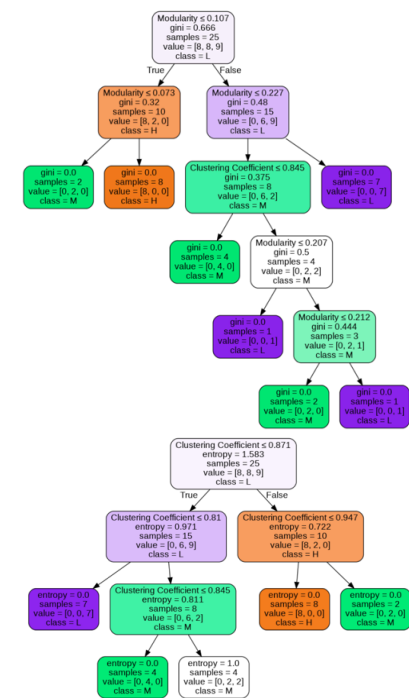 Modularity ≤ 0.107
gini = 0.666
samples = 25
value = [8, 8, 9]
class = L
True
False
Modularity ≤ 0.073
gini = 0.32
samples = 10
value = [8, 2, 0]
class = H
Modularity ≤ 0.227
gini = 0.48
samples = 15
value = [0, 6, 9]
class = L
gini = 0.0
samples = 2
value = [0, 2, 0]
class = M
gini = 0.0
samples = 8
value = [8, 0, 0]
class = H
Clustering Coefficient ≤ 0.845
gini = 0.375
samples = 8
value = [0, 6, 2]
class = M
gini = 0.0
samples = 7
value = [0, 0, 7]
class = L
gini = 0.0
samples = 4
value = [0, 4, 0]
class = M
Modularity ≤ 0.207
gini = 0.5
samples = 4
value = [0, 2, 2]
class = M
gini = 0.0
samples = 1
value = [0, 0, 1]
class = L
Modularity ≤ 0.212
gini = 0.444
samples = 3
value = [0, 2, 1]
class = M
gini = 0.0
samples = 2
value = [0, 2, 0]
class = M
gini = 0.0
samples = 1
value = [0, 0, 1]
class = L
Clustering Coefficient ≤ 0.871
entropy = 1.583
samples = 25
value = [8, 8, 9]
class = L
True
False
Clustering Coefficient ≤ 0.81
entropy = 0.971
samples = 15
value = [0, 6, 9]
class = L
Clustering Coefficient ≤ 0.947
entropy = 0.722
samples = 10
value = [8, 2, 0]
class = H
entropy = 0.0
samples = 7
value = [0, 0, 7]
class = L
Clustering Coefficient ≤ 0.845
entropy = 0.811
samples = 8
value = [0, 6, 2]
class = M
entropy = 0.0
samples = 8
value = [8, 0, 0]
class = H
entropy = 0.0
samples = 2
value = [0, 2, 0]
class = M
entropy = 0.0
samples = 4
value = [0, 4, 0]
class = M
entropy = 1.0
samples = 4
value = [0, 2, 2]
class = M